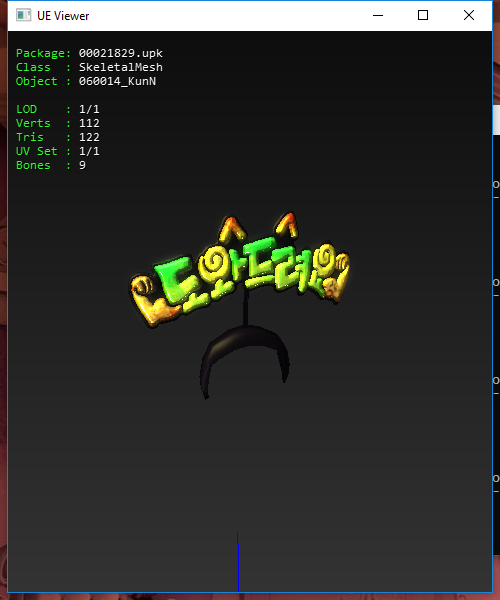 UE Viewer
Package: 00021829.upk
Class : SkeletalMesh
Object : 060014_KunN
LOD : 1/1
Verts : 112
Tris : 122
UV Set : 1/1
Bones : 9
도와드려요